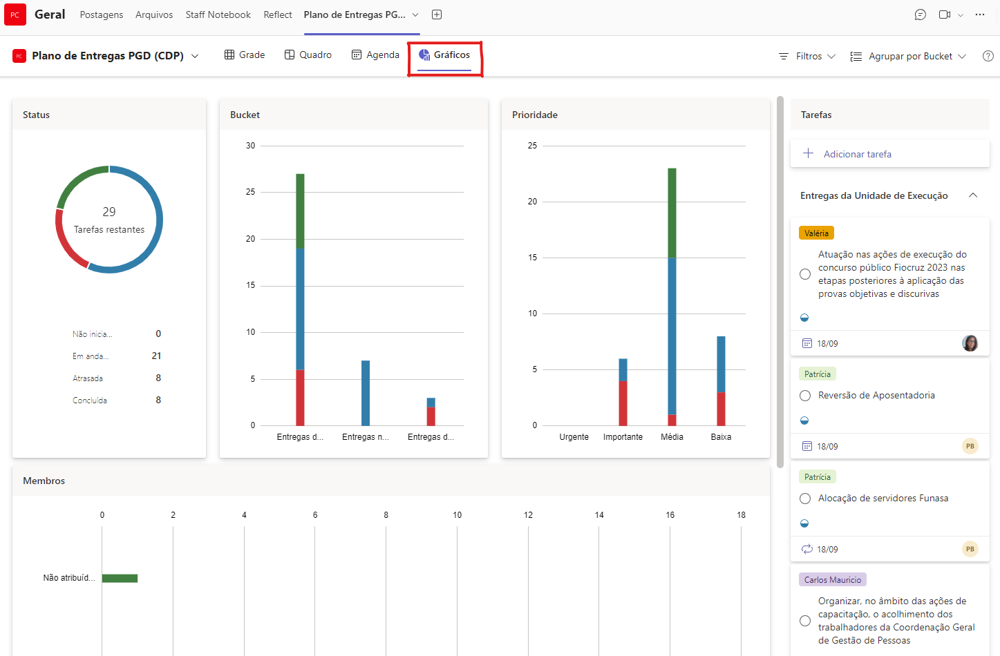 PC Geral Postagens Arquivos Staff Notebook Reflect Plano de Entregas PG...
PC Plano de Entregas PGD (CDP) Grade Quadro Agenda Gráficos Filtros Agrupar por Bucket ?
Status
29
Tarefas restantes
Não inicia... 0
Em anda... 21
Atrasada 8
Concluída 8
Bucket
30
25
20
15
10
5
0
Entregas d... Entregas n... Entregas d...
Prioridade
25
20
15
10
5
0
Urgente Importante Média Baixa
Membros
0 2 4 6 8 10 12 14 16 18
Não atribuíd...
Tarefas
Adicionar tarefa
Entregas da Unidade de Execução
Valéria
Atuação nas ações de execução do
concurso público Fiocruz 2023 nas
etapas posteriores à aplicação das
provas objetivas e discurivas
18/09
Patrícia
Reversão de Aposentadoria
18/09 PB
Patrícia
Alocação de servidores Funasa
18/09 PB
Carlos Mauricio
Organizar, no âmbito das ações de
capacitação, o acolhimento dos
trabalhadores da Coordenação Geral
de Gestão de Pessoas